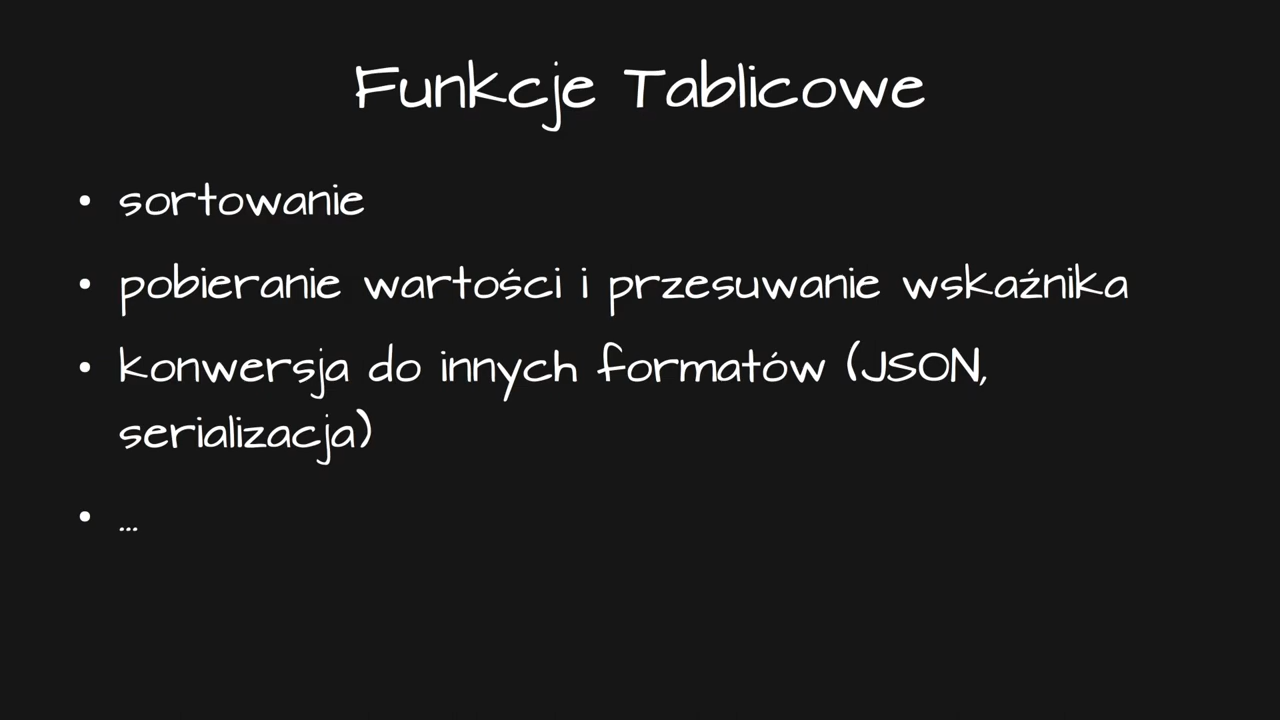 Funkcje Tablicowe
• sortowanie
• pobieranie wartości i przesuwanie wskaźnika
• konwersja do innych formatów (JSON,
serializacja)
• ...